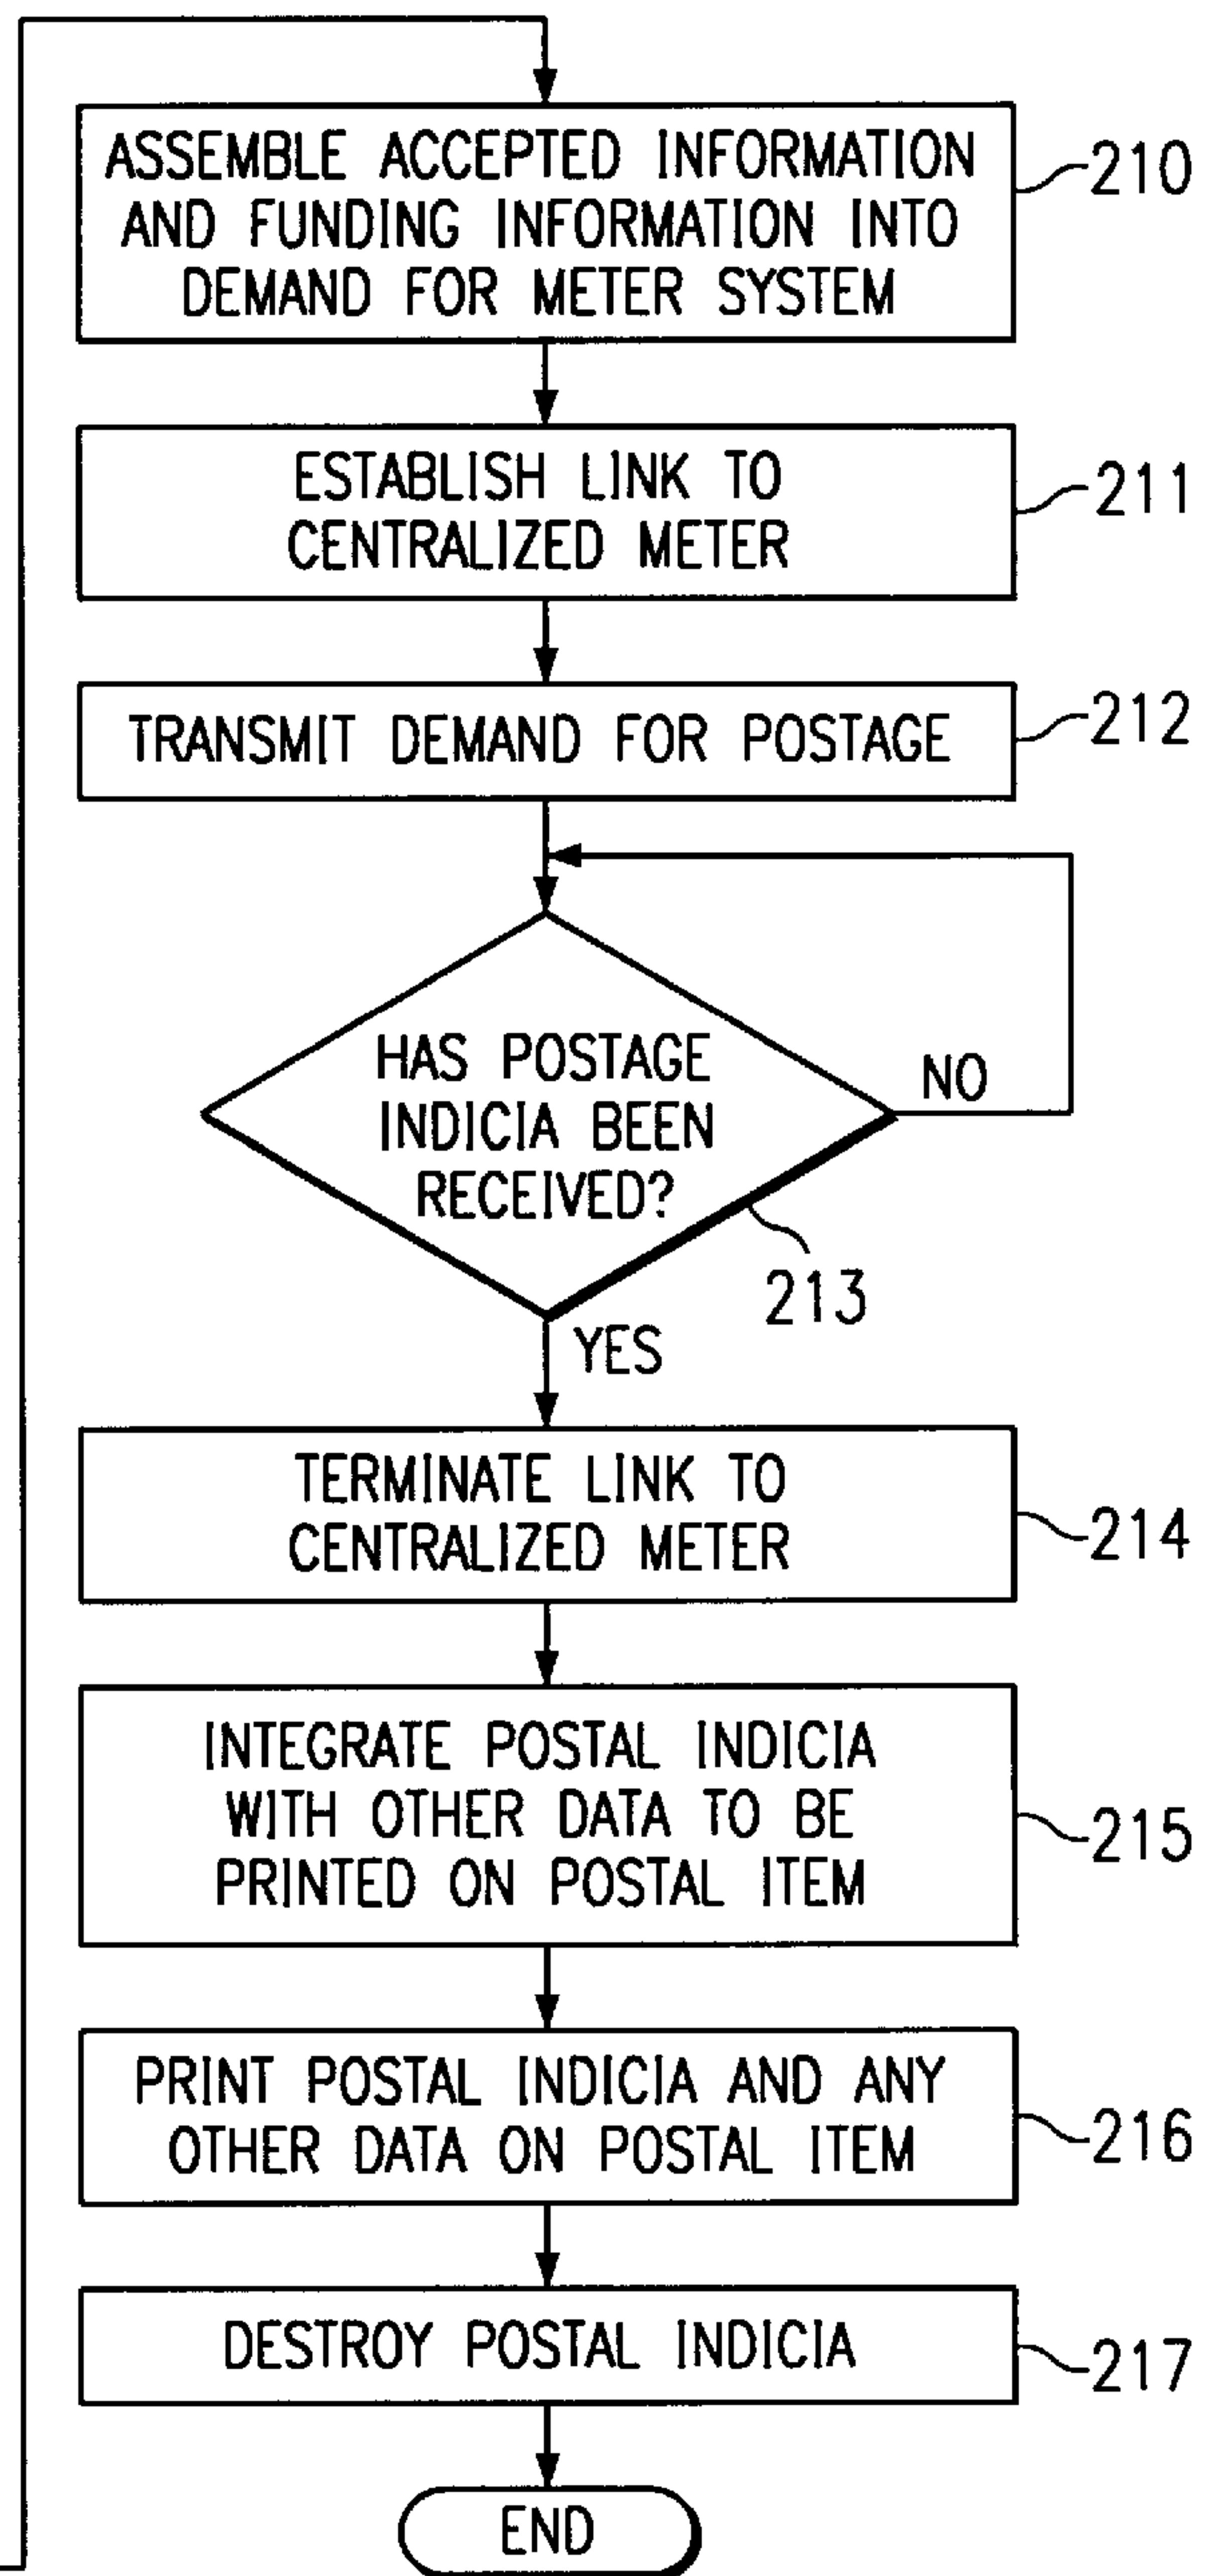 ASSEMBLE ACCEPTED INFORMATION
AND FUNDING INFORMATION INTO
DEMAND FOR METER SYSTEM
210
ESTABLISH LINK TO
CENTRALIZED METER
211
TRANSMIT DEMAND FOR POSTAGE
212
HAS POSTAGE
INDICIA BEEN
RECEIVED?
NO
213
YES
TERMINATE LINK TO
CENTRALIZED METER
214
INTEGRATE POSTAL INDICIA
WITH OTHER DATA TO BE
PRINTED ON POSTAL ITEM
215
PRINT POSTAL INDICIA AND ANY
OTHER DATA ON POSTAL ITEM
216
DESTROY POSTAL INDICIA
217
END